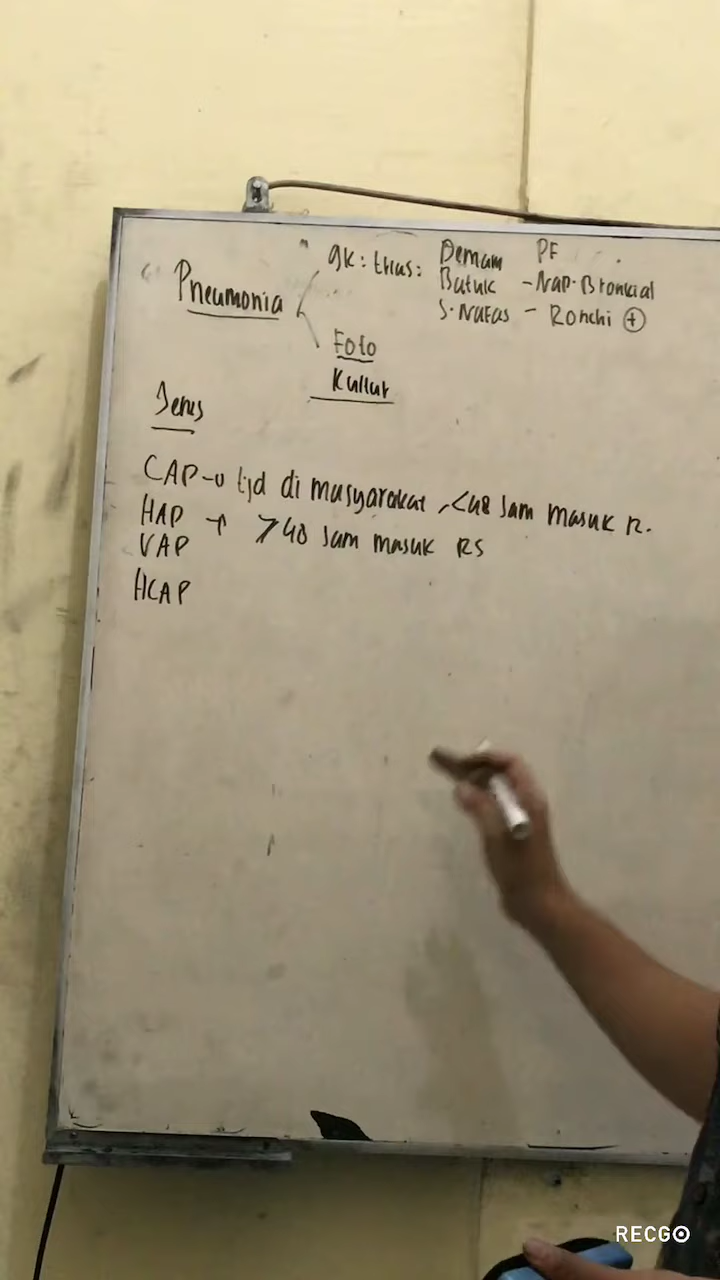 Pneumonia
gk: khas: Demam
Batuk
S. Nafas
PF
- Nap. Bronkial
- Ronchi (+)
Foto
Kultur
Jenis
CAP → tjd di masyarakat, <48 Jam masuk R.
HAP → >48 Jam masuk RS
VAP
HCAP
RECGO